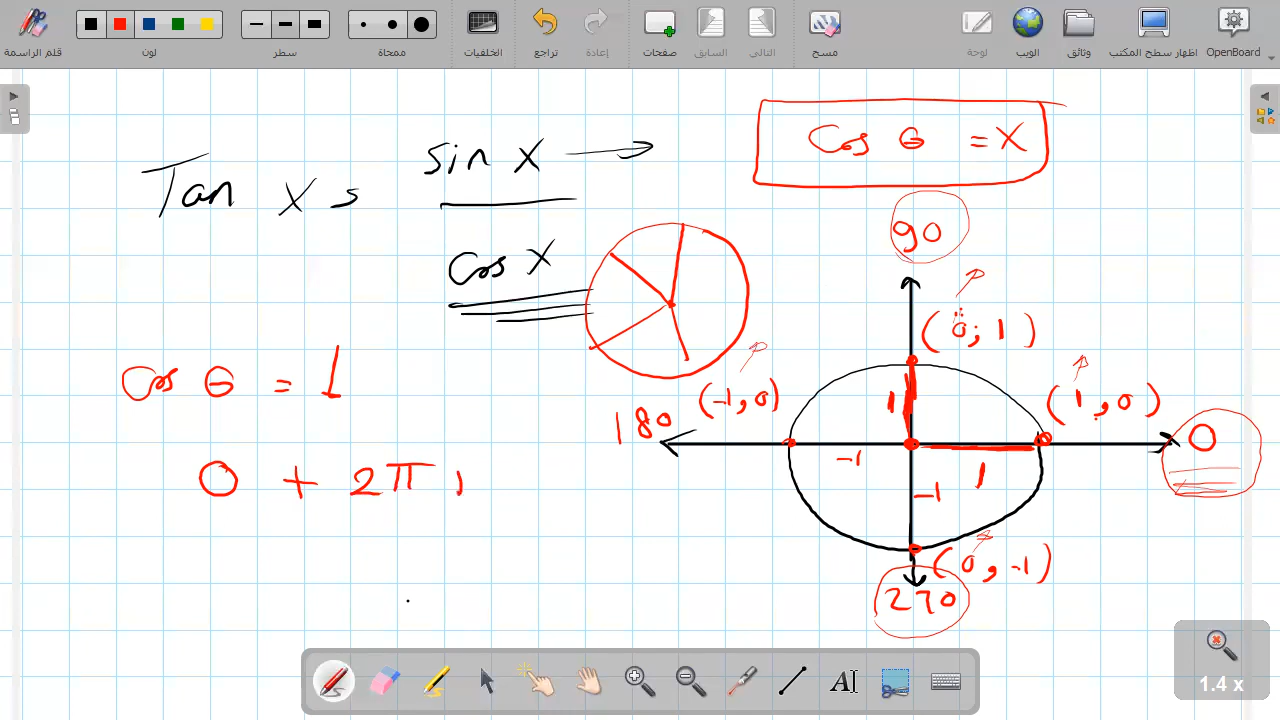 قلم الراسمة
لون
سطر
ممحاة
الخلفيات
تراجع
إعادة
صفحات
السابق
التالي
مسح
لوحة
الويب
وثائق
اظهار سطح المكتب
OpenBoard
Cos θ = X
Tan X =
sin X
Cos X
90
(0; 1)
Cos θ = 1
180
(-1, 0)
1
(1, 0)
0
-1
1
-1
0 + 2π
(0, -1)
270
1.4 x